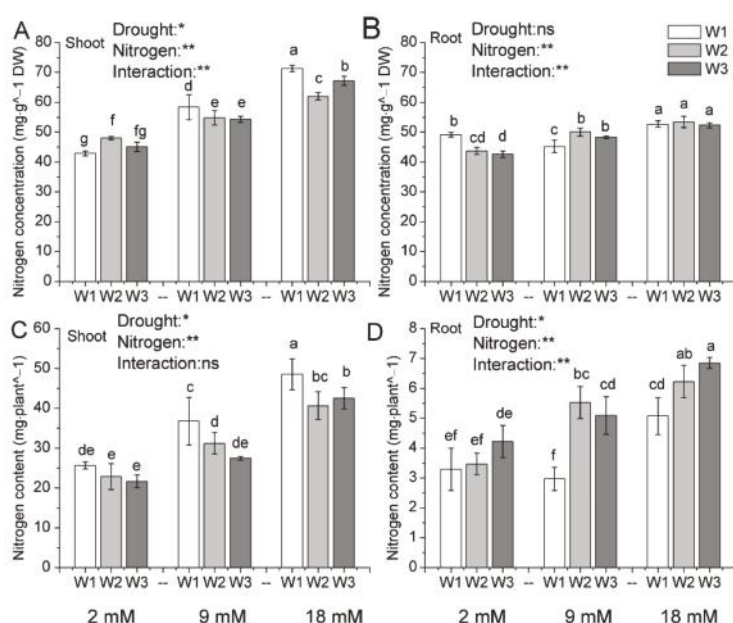 A
Shoot
Drought:*
Nitrogen:**
Interaction:**
Nitrogen concentration (mg·g^−1 DW)
80
70
60
50
40
30
20
10
0
g
f
fg
d
e
e
a
c
b
W1 W2 W3 -- W1 W2 W3 -- W1 W2 W3
B
Root
Drought:ns
Nitrogen:**
Interaction:**
W1
W2
W3
Nitrogen concentration (mg·g^−1 DW)
80
70
60
50
40
30
20
10
0
b
cd
d
c
b
b
a
a
a
W1 W2 W3 -- W1 W2 W3 -- W1 W2 W3
C
Shoot
Drought:*
Nitrogen:**
Interaction:ns
Nitrogen content (mg·plant^−1)
60
50
40
30
20
10
0
de
e
e
c
d
de
a
bc
b
W1 W2 W3 -- W1 W2 W3 -- W1 W2 W3
2 mM 9 mM 18 mM
D
Root
Drought:*
Nitrogen:**
Interaction:**
Nitrogen content (mg·plant^−1)
8
7
6
5
4
3
2
1
0
ef
ef
de
f
bc
cd
cd
ab
a
W1 W2 W3 -- W1 W2 W3 -- W1 W2 W3
2 mM 9 mM 18 mM